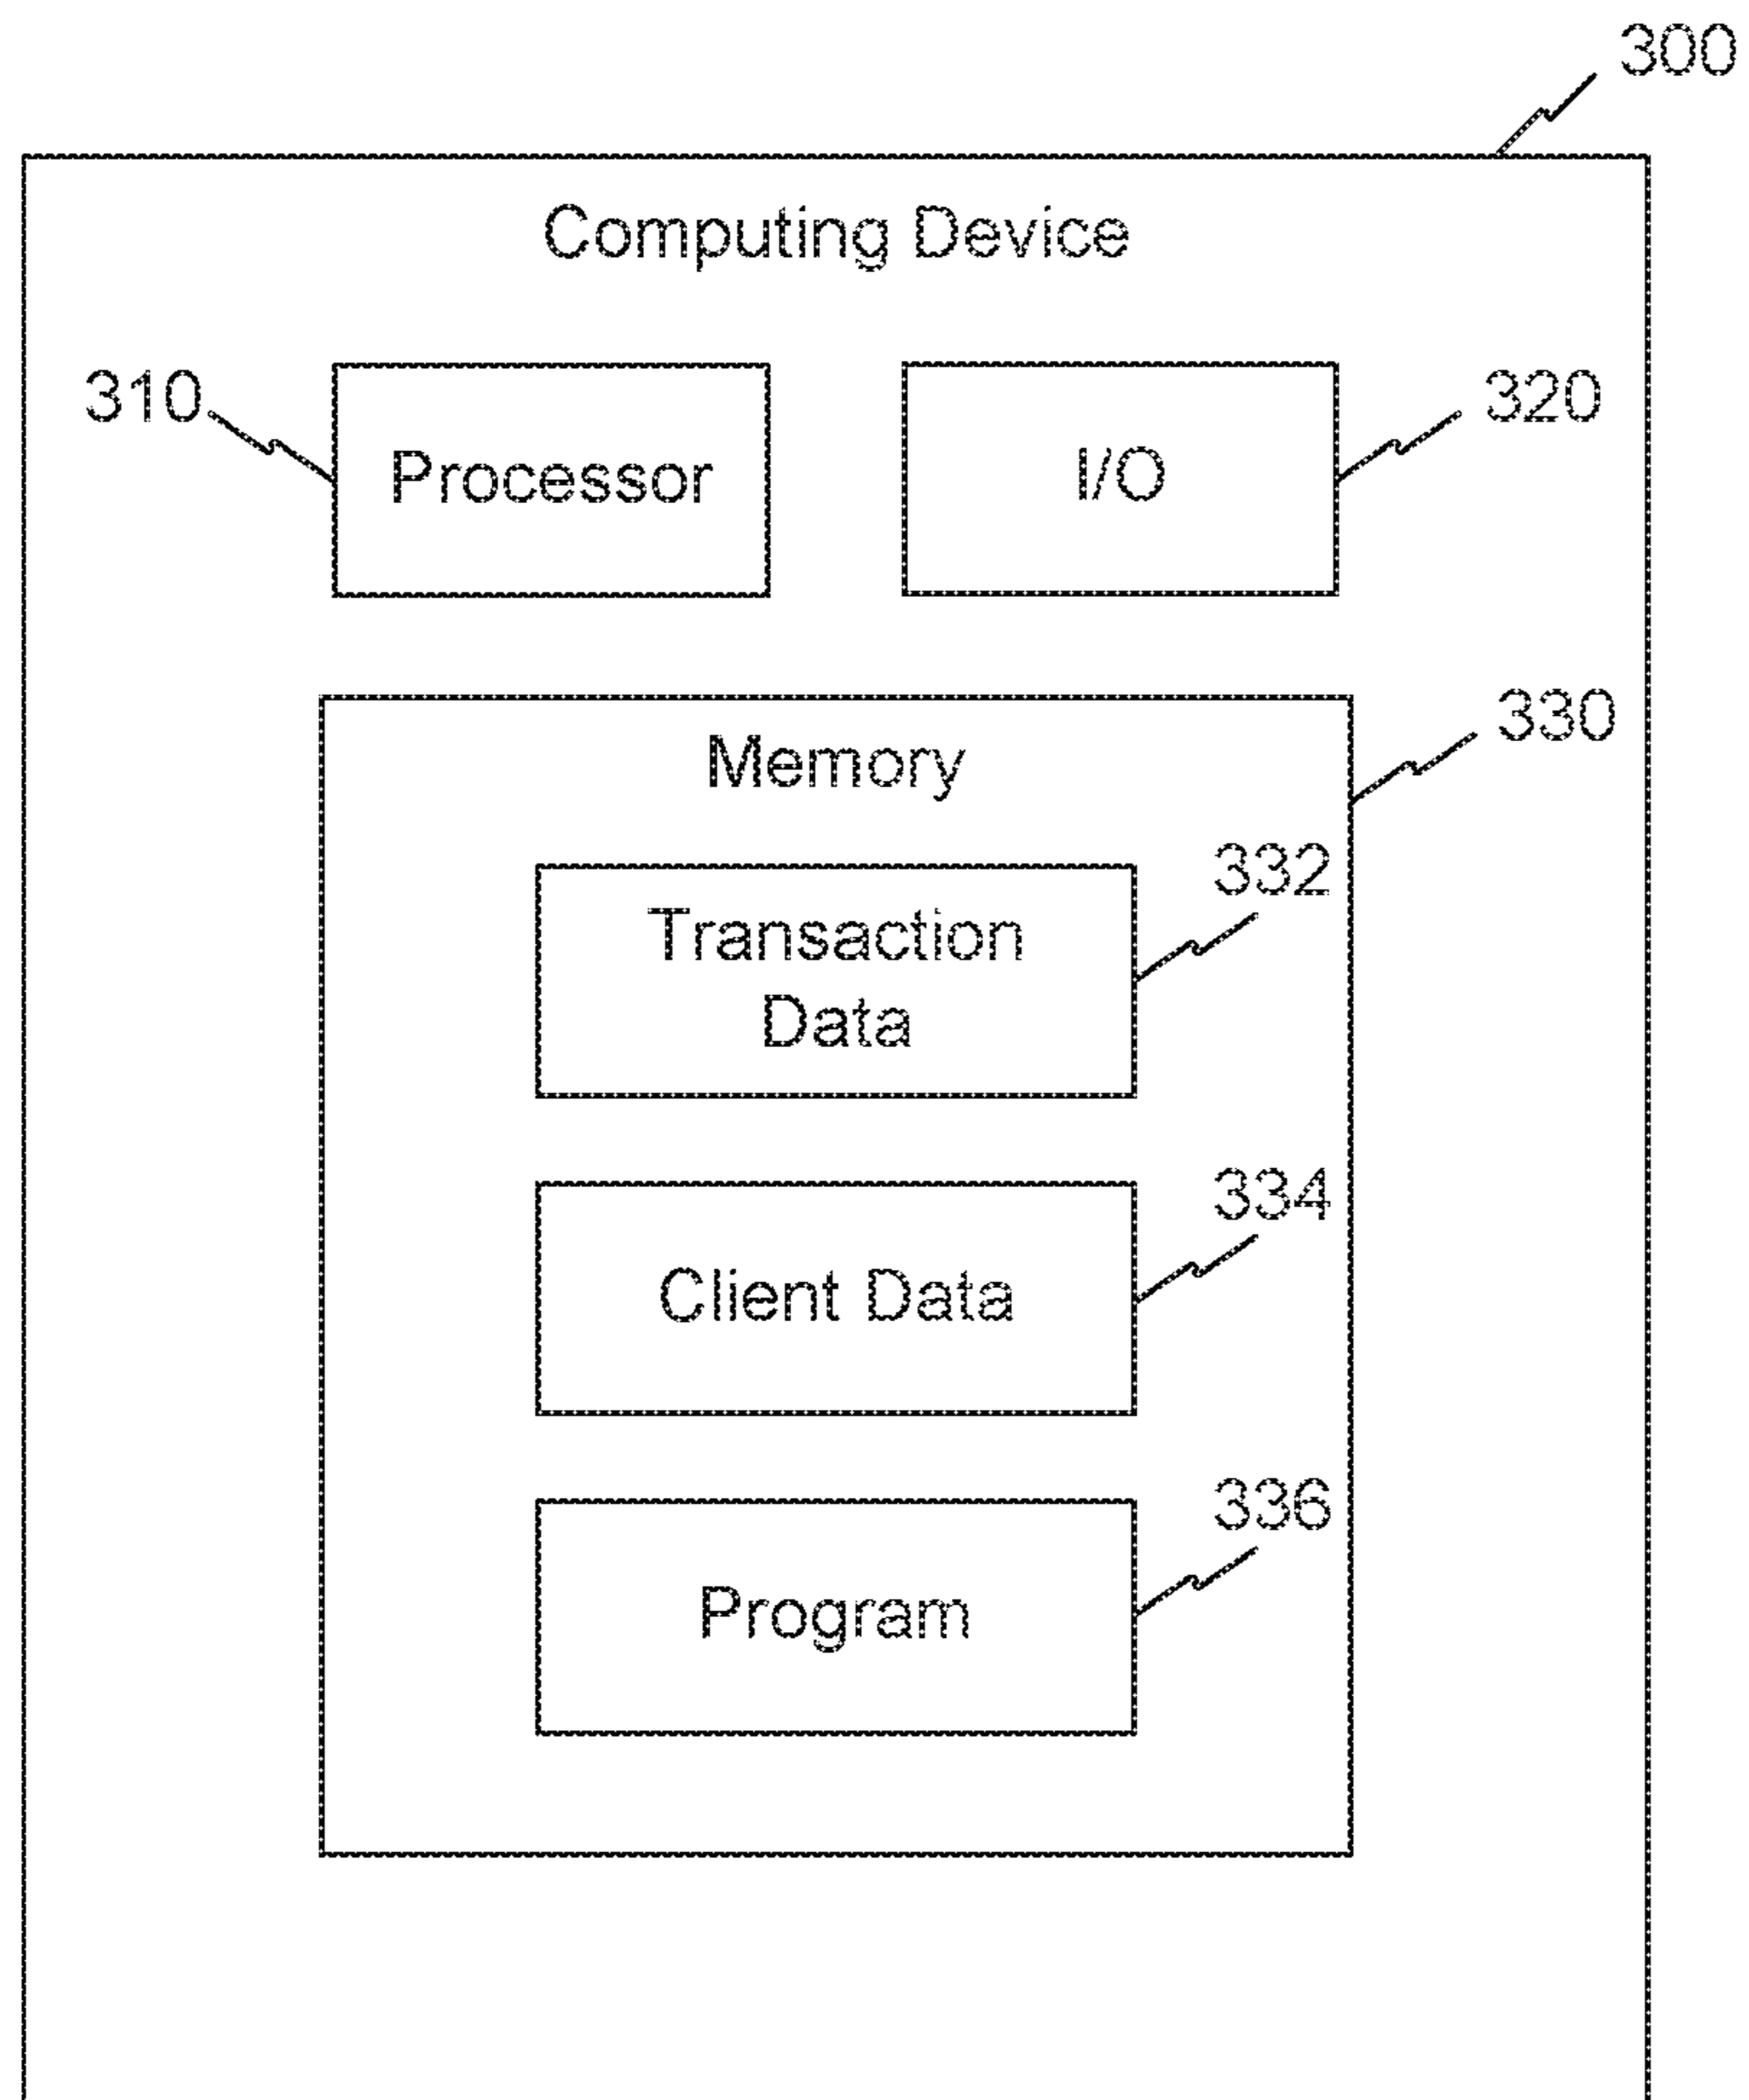 300
Computing Device
310
Processor
I/O
320
Memory
330
Transaction
Data
332
Client Data
334
Program
336